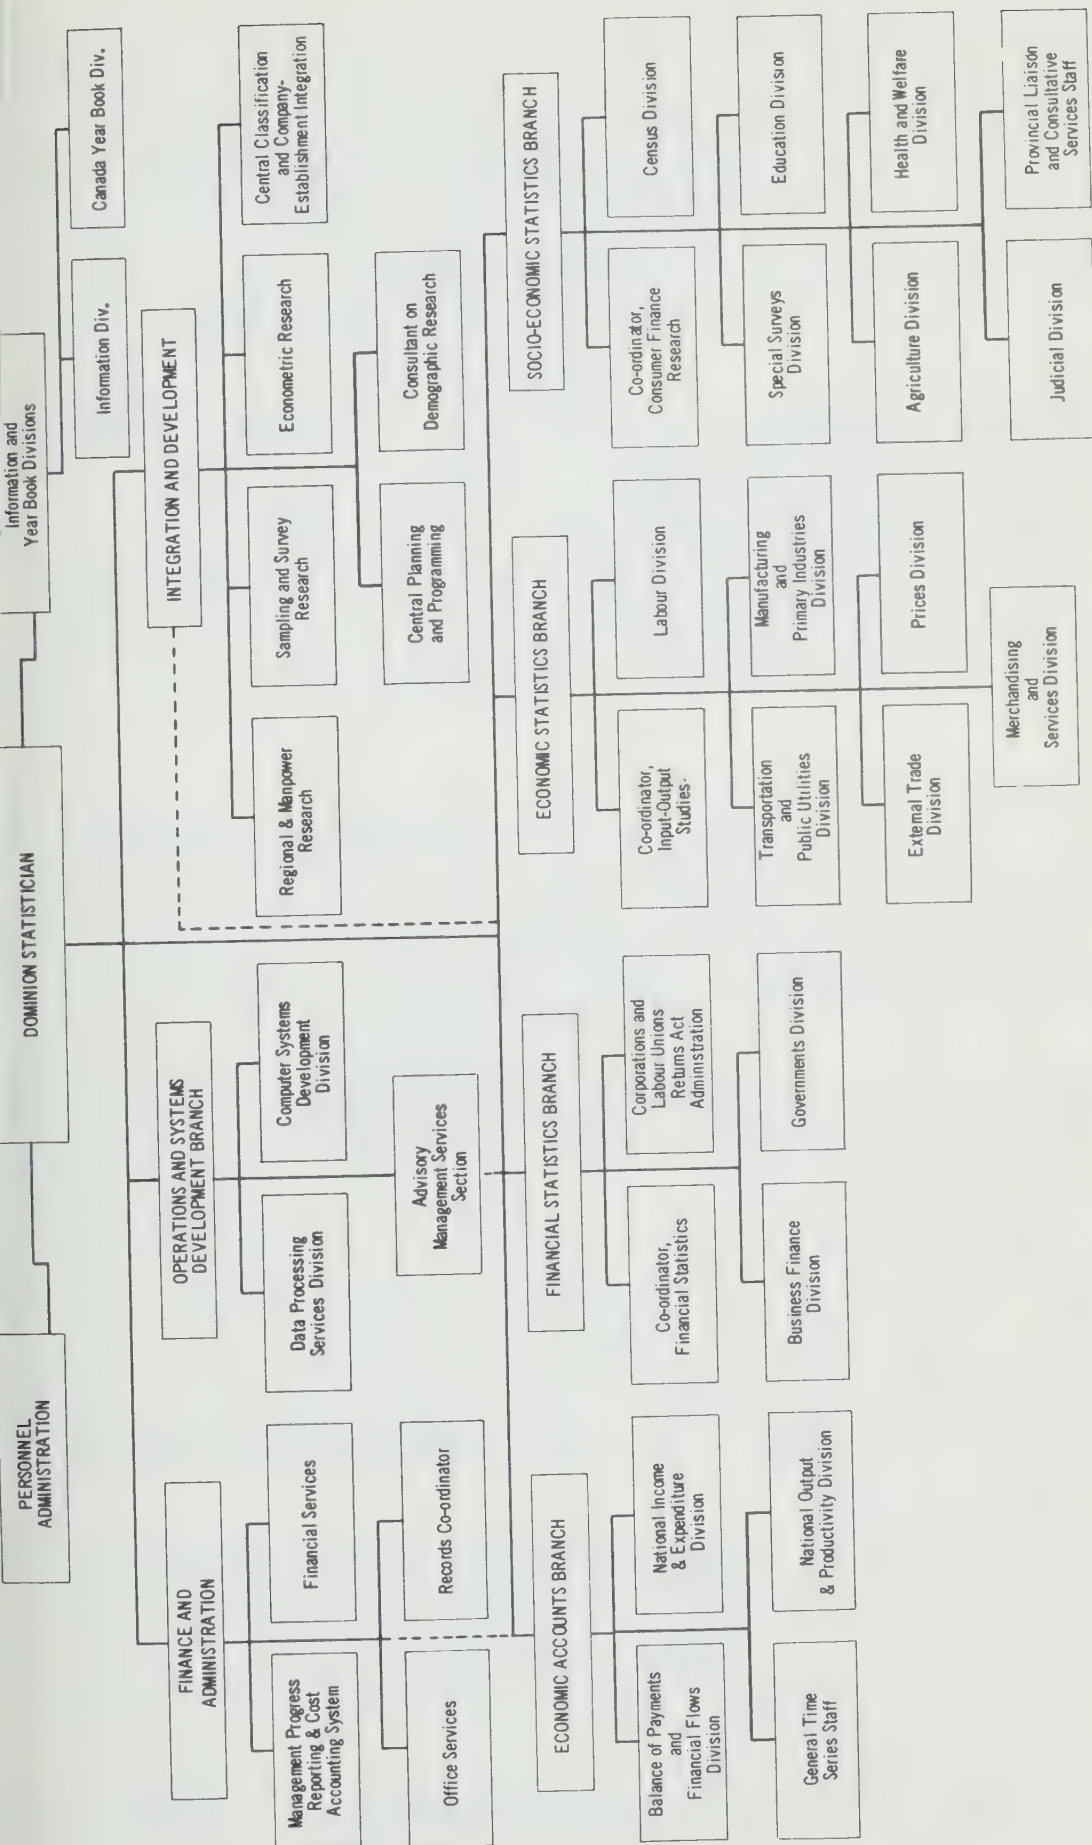 PERSONNEL
ADMINISTRATION
DOMINION STATISTICIAN
Information and
Year Book Divisions
Information Div.
Canada Year Book Div.
FINANCE AND
ADMINISTRATION
Management Progress
Reporting & Cost
Accounting System
Financial Services
Office Services
Records Co-ordinator
OPERATIONS AND SYSTEMS
DEVELOPMENT BRANCH
Data Processing
Services Division
Computer Systems
Development
Division
Advisory
Management Services
Section
INTEGRATION AND DEVELOPMENT
Regional & Manpower
Research
Sampling and Survey
Research
Econometric Research
Central Classification
and Company-
Establishment Integration
Central Planning
and Programming
Consultant on
Demographic Research
ECONOMIC ACCOUNTS BRANCH
Balance of Payments
and
Financial Flows
Division
National Income
& Expenditure
Division
General Time
Series Staff
National Output
& Productivity Division
FINANCIAL STATISTICS BRANCH
Co-ordinator,
Financial Statistics
Corporations and
Labour Unions
Returns Act
Administration
Business Finance
Division
Governments Division
ECONOMIC STATISTICS BRANCH
Co-ordinator,
Input-Output
Studies
Labour Division
Transportation
and
Public Utilities
Division
Manufacturing
and
Primary Industries
Division
External Trade
Division
Prices Division
Merchandising
and
Services Division
SOCIO-ECONOMIC STATISTICS BRANCH
Co-ordinator,
Consumer Finance
Research
Census Division
Special Surveys
Division
Education Division
Agriculture Division
Health and Welfare
Division
Judicial Division
Provincial Liaison
and Consultative
Services Staff